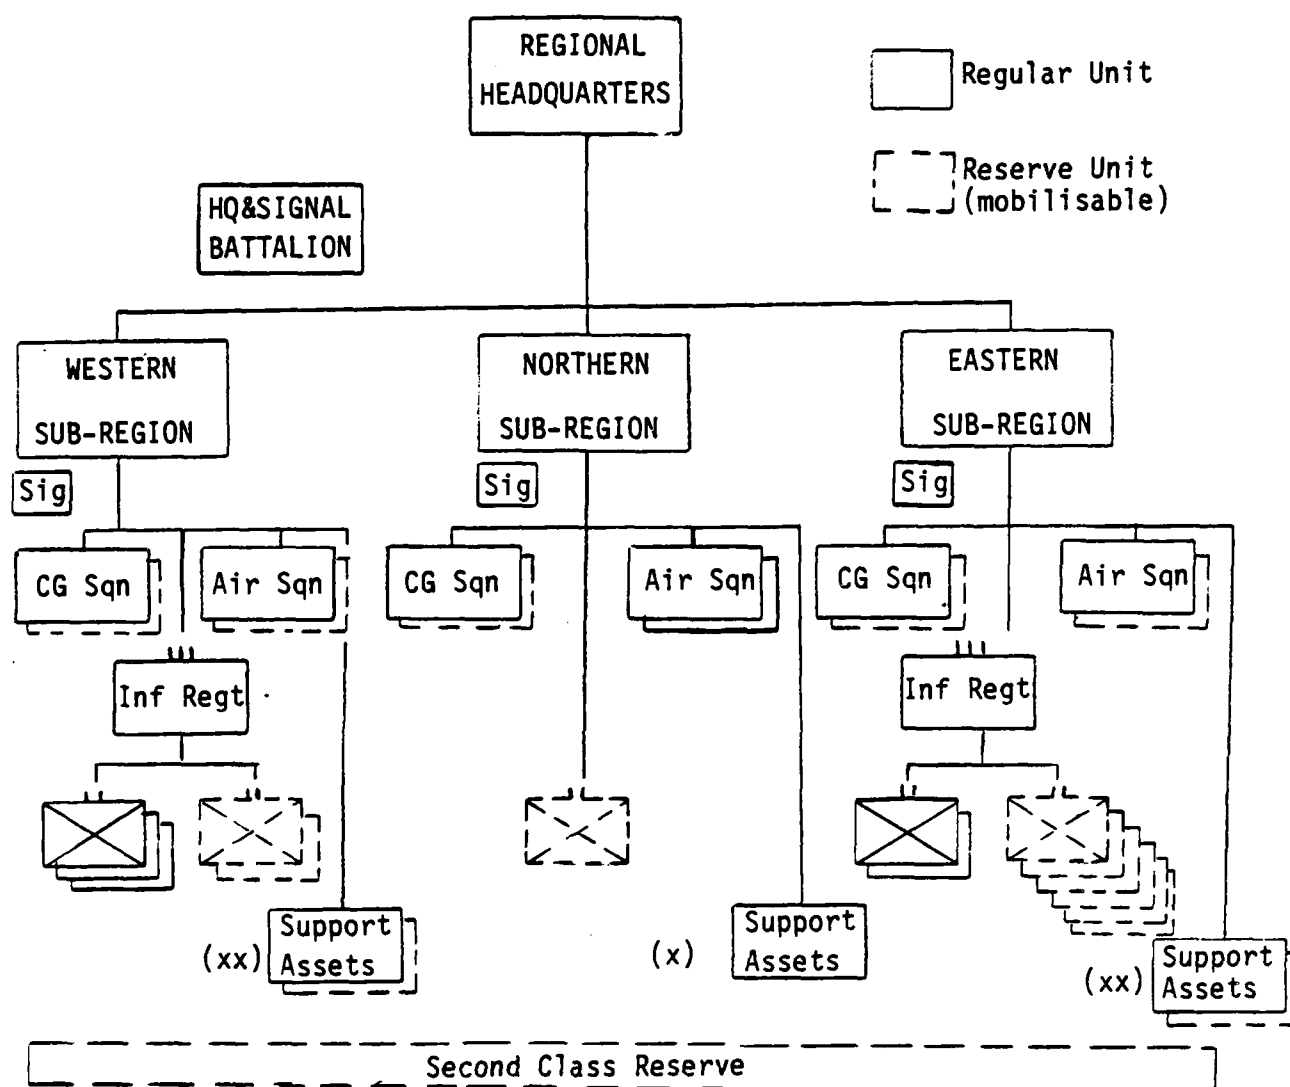 REGIONAL
HEADQUARTERS
Regular Unit
Reserve Unit
(mobilisable)
HQ&SIGNAL
BATTALION
WESTERN
SUB-REGION
NORTHERN
SUB-REGION
EASTERN
SUB-REGION
Sig
Sig
Sig
CG Sqn
Air Sqn
CG Sqn
Air Sqn
CG Sqn
Air Sqn
Inf Regt
Inf Regt
(xx)
Support
Assets
(x)
Support
Assets
(xx)
Support
Assets
Second Class Reserve